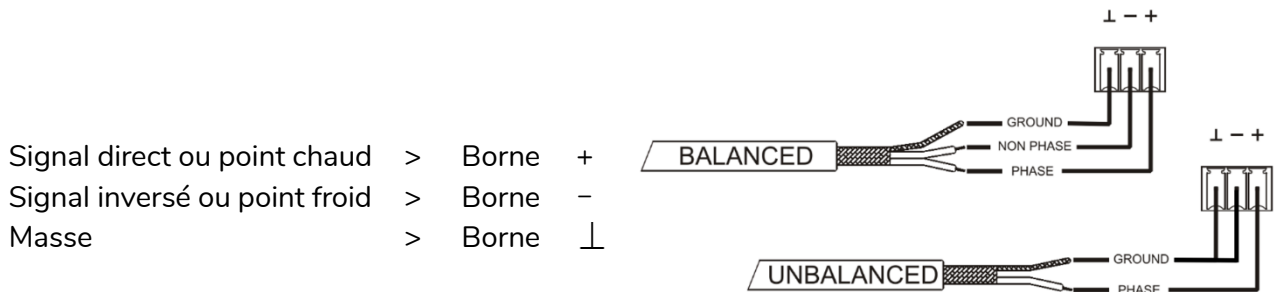 Signal direct ou point chaud > Borne +
Signal inversé ou point froid > Borne -
Masse > Borne ⊥
⊥ - +
GROUND
BALANCED
NON PHASE
PHASE
⊥ - +
GROUND
UNBALANCED
PHASE